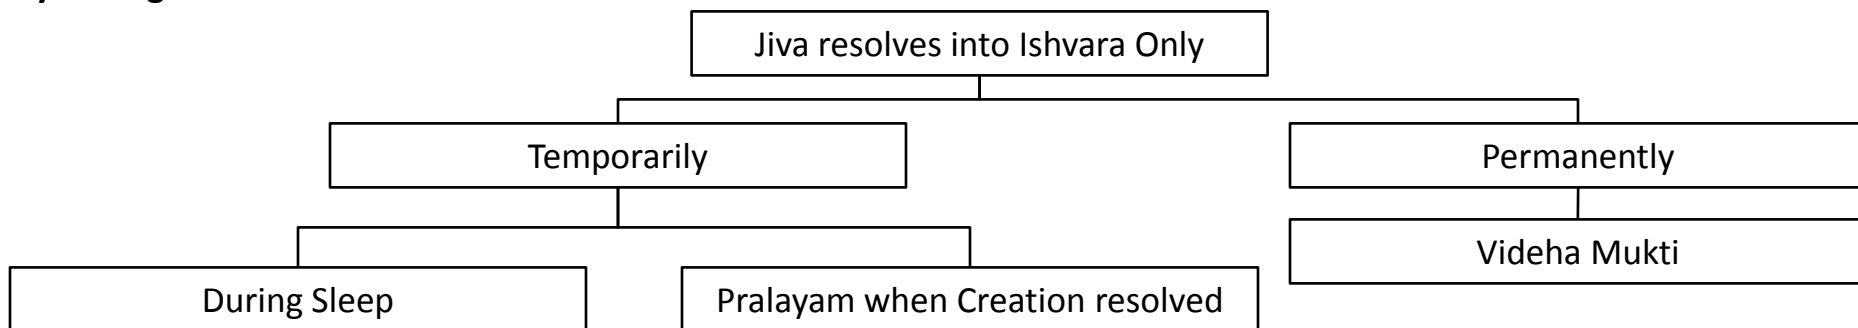 Jiva resolves into Ishvara Only
Temporarily
Permanently
Videha Mukti
During Sleep
Pralayam when Creation resolved